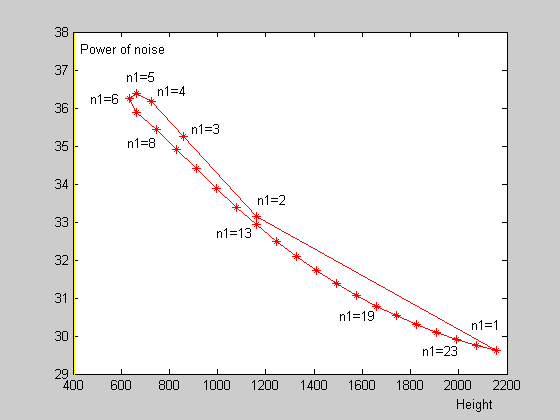 38
Power of noise
37
n1=5
n1=4
36
n1=6
n1=3
35
n1=8
34
n1=2
33
n1=13
32
31
n1=19
n1=1
30
n1=23
29
400 600 800 1000 1200 1400 1600 1800 2000 2200
Height